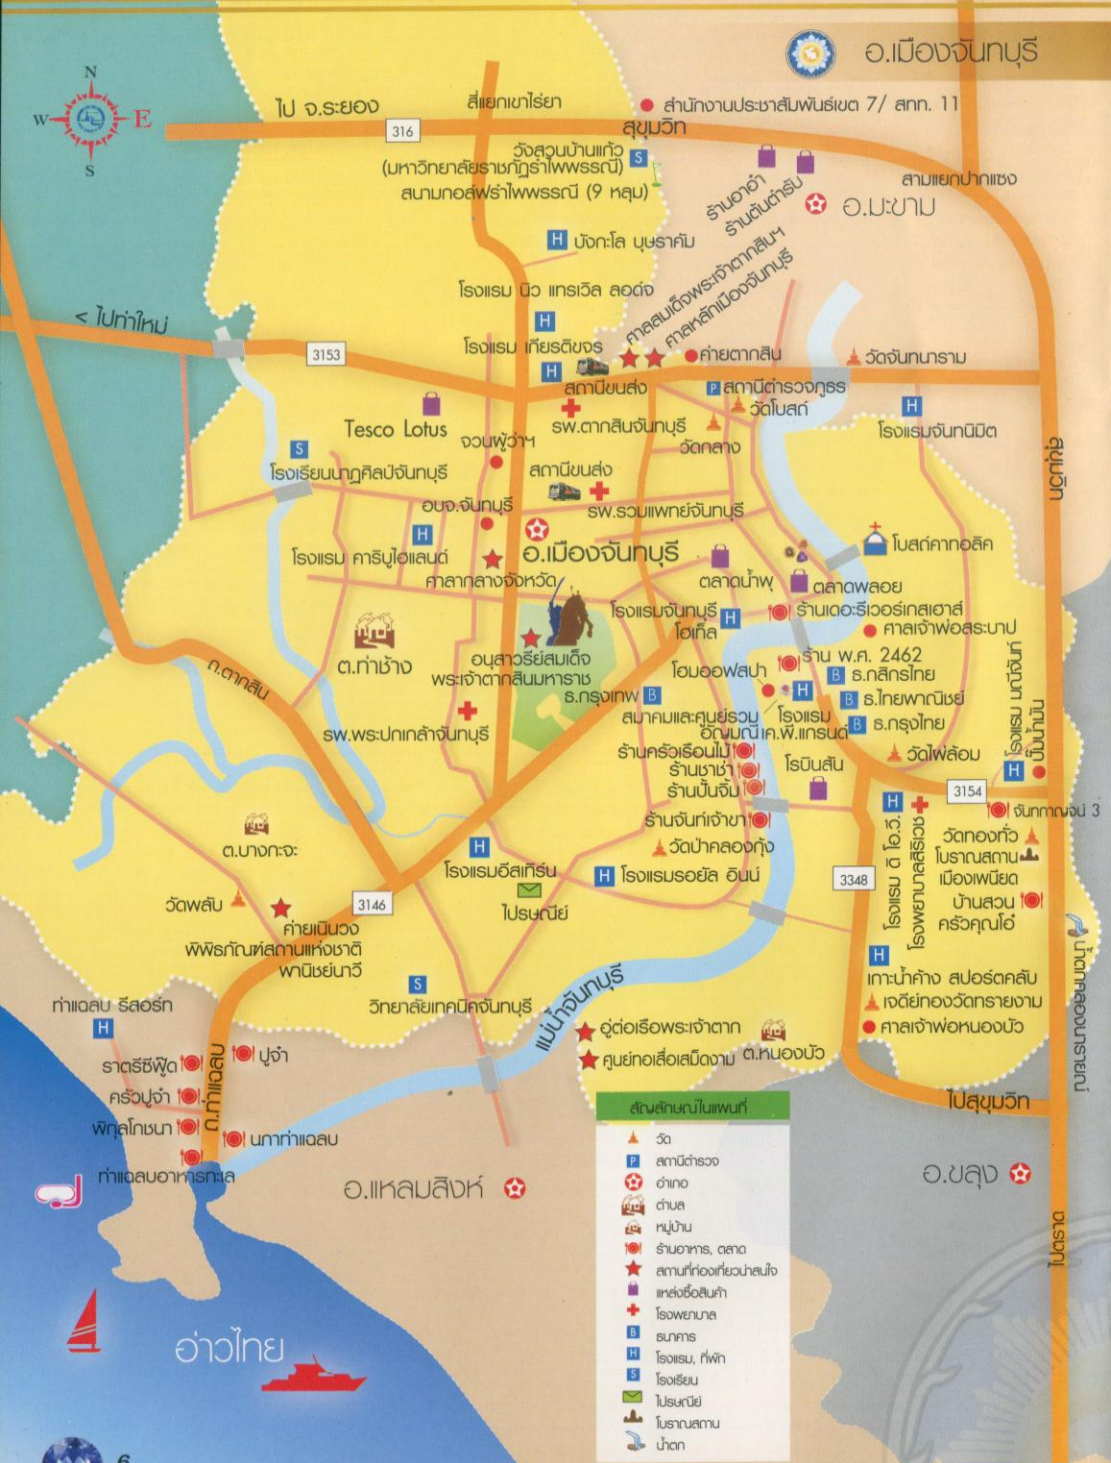 อ.เมืองจันทบุรี
N
W
E
S
ไป จ.ระยอง
สี่แยกเขาไร่ยา
สำนักงานประชาสัมพันธ์เขต 7/ สทท. 11
316
สุขุมวิท
วังสวนบ้านแก้ว
(มหาวิทยาลัยราชภัฏรำไพพรรณี)
S
สนามกอล์ฟรำไพพรรณี (9 หลุม)
ร้านอาอ๋า
ร้านต้นตำรับ
สามแยกปากแซง
อ.มะขาม
H บังกะโล บุษราคัม
ศาลสมเด็จพระเจ้าตากสินฯ
ศาลหลักเมืองจันทบุรี
โรงแรม นิว แทรเวิล ลอด์จ
H
< ไปท่าใหม่
3153
โรงแรม เกียรติขจร
H
ค่ายตากสิน
วัดจันทนาราม
สถานีขนส่ง
P สถานีตำรวจภูธร
วัดโบสถ์
Tesco Lotus
จวนผู้ว่าฯ
รพ.ตากสินจันทบุรี
วัดกลาง
H
โรงแรมจันทนิมิต
สุขุมวิท
S
โรงเรียนนาฏศิลป์จันทบุรี
สถานีขนส่ง
อบจ.จันทบุรี
รพ.รวมแพทย์จันทบุรี
H
โรงแรม คาริบูไฮแลนด์
อ.เมืองจันทบุรี
โบสถ์คาทอลิค
ศาลากลางจังหวัด
ตลาดน้ำพุ
ตลาดพลอย
โรงแรมจันทบุรี
โฮเท็ล
H
ร้านเดอะริเวอร์เกสเฮาส์
ศาลเจ้าพ่อสระบาป
ต.ท่าช้าง
อนุสาวรีย์สมเด็จ
พระเจ้าตากสินมหาราช
ร้าน พ.ศ. 2462
โฮมออฟสปา
B ธ.กสิกรไทย
ถ.ตากสิน
ธ.กรุงเทพ B
H
B ธ.ไทยพาณิชย์
สมาคมและศูนย์รวม
อัญมณี
โรงแรม
เค.พี.แกรนด์
B ธ.กรุงไทย
รพ.พระปกเกล้าจันทบุรี
ร้านครัวเรือนไม้
ร้านชาช่า
ร้านปั้นจิ้ม
โรบินสัน
วัดไผ่ล้อม
โรงแรม มณีจันท์
H
ปั๊มน้ำมัน
3154
ร้านจันท์เจ้าขา
จันทกาญจน์ 3
วัดป่าคลองกุ้ง
H
โรงแรม ดิ โอ.วี.
โรงพยาบาลสิริเวช
วัดทองทั่ว
โบราณสถาน
เมืองเพนียด
บ้านสวน
ครัวคุณโอ๋
ต.บางกะจะ
H
โรงแรมอีสเทิร์น
H โรงแรมรอยัล อินน์
3348
ไปรษณีย์
วัดพลับ
3146
ค่ายเนินวง
พิพิธภัณฑ์สถานแห่งชาติ
พานิชย์นาวี
H
เกาะน้ำค้าง สปอร์ตคลับ
เจดีย์ทองวัดทรายงาม
ศาลเจ้าพ่อหนองบัว
น้ำตกคลองนารายณ์
S
วิทยาลัยเทคนิคจันทบุรี
แม่น้ำจันทบุรี
ท่าแฉลบ รีสอร์ท
H
อู่ต่อเรือพระเจ้าตาก
ศูนย์ทอเสื่อเสม็ดงาม
ต.หนองบัว
ราตรีซีฟู๊ด
ปูจ๋า
ครัวปูจ๋า
ถ.ท่าแฉลบ
พิกุลโภชนา
นภาท่าแฉลบ
ท่าแฉลบอาหารทะเล
ไปสุขุมวิท
อ.แหลมสิงห์
อ.ขลุง
ไปตราด
สัญลักษณ์ในแผนที่
วัด
P สถานีตำรวจ
อำเภอ
ตำบล
หมู่บ้าน
ร้านอาหาร, ตลาด
สถานที่ท่องเที่ยวน่าสนใจ
แหล่งซื้อสินค้า
โรงพยาบาล
B ธนาคาร
H โรงแรม, ที่พัก
S โรงเรียน
ไปรษณีย์
โบราณสถาน
น้ำตก
อ่าวไทย
6